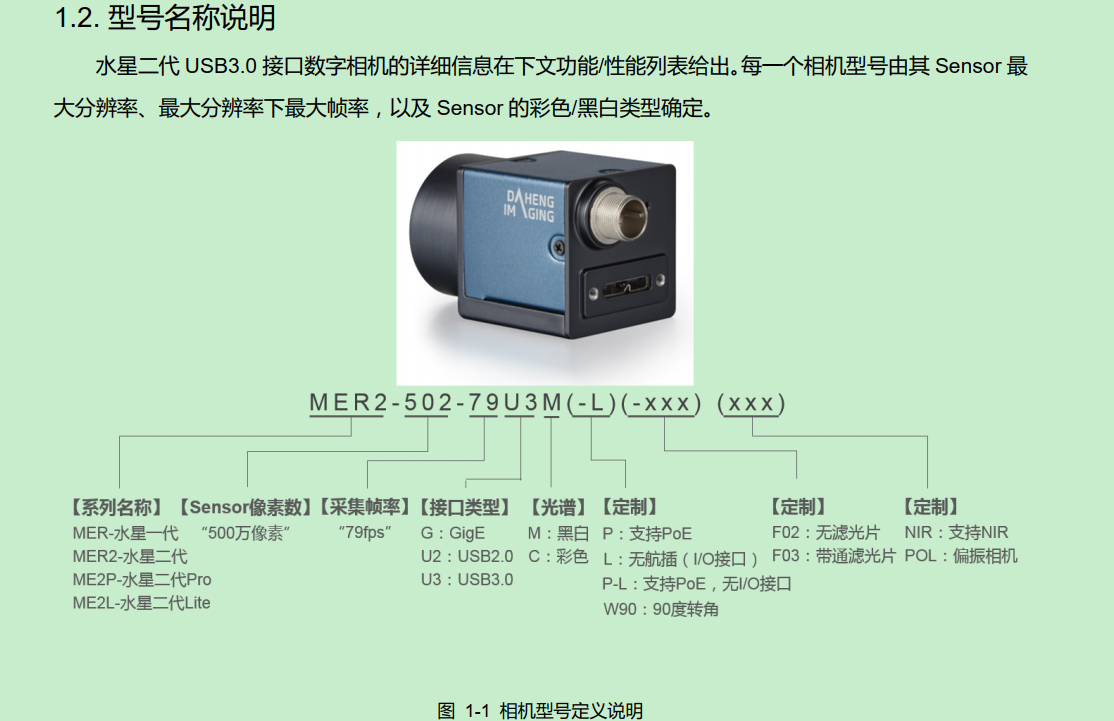 1.2. 型号名称说明
水星二代 USB3.0 接口数字相机的详细信息在下文功能/性能列表给出。每一个相机型号由其 Sensor 最
大分辨率、最大分辨率下最大帧率，以及 Sensor 的彩色/黑白类型确定。
DAHENG
IMAGING
MER2-502-79U3M(-L)(-xxx) (xxx)
【系列名称】 【Sensor像素数】 【采集帧率】 【接口类型】 【光谱】 【定制】 【定制】 【定制】
MER-水星一代 “500万像素” “79fps” G：GigE M：黑白 P：支持PoE F02：无滤光片 NIR：支持NIR
MER2-水星二代 U2：USB2.0 C：彩色 L：无航插（I/O接口） F03：带通滤光片 POL：偏振相机
ME2P-水星二代Pro U3：USB3.0 P-L：支持PoE，无I/O接口
ME2L-水星二代Lite W90：90度转角
图 1-1 相机型号定义说明